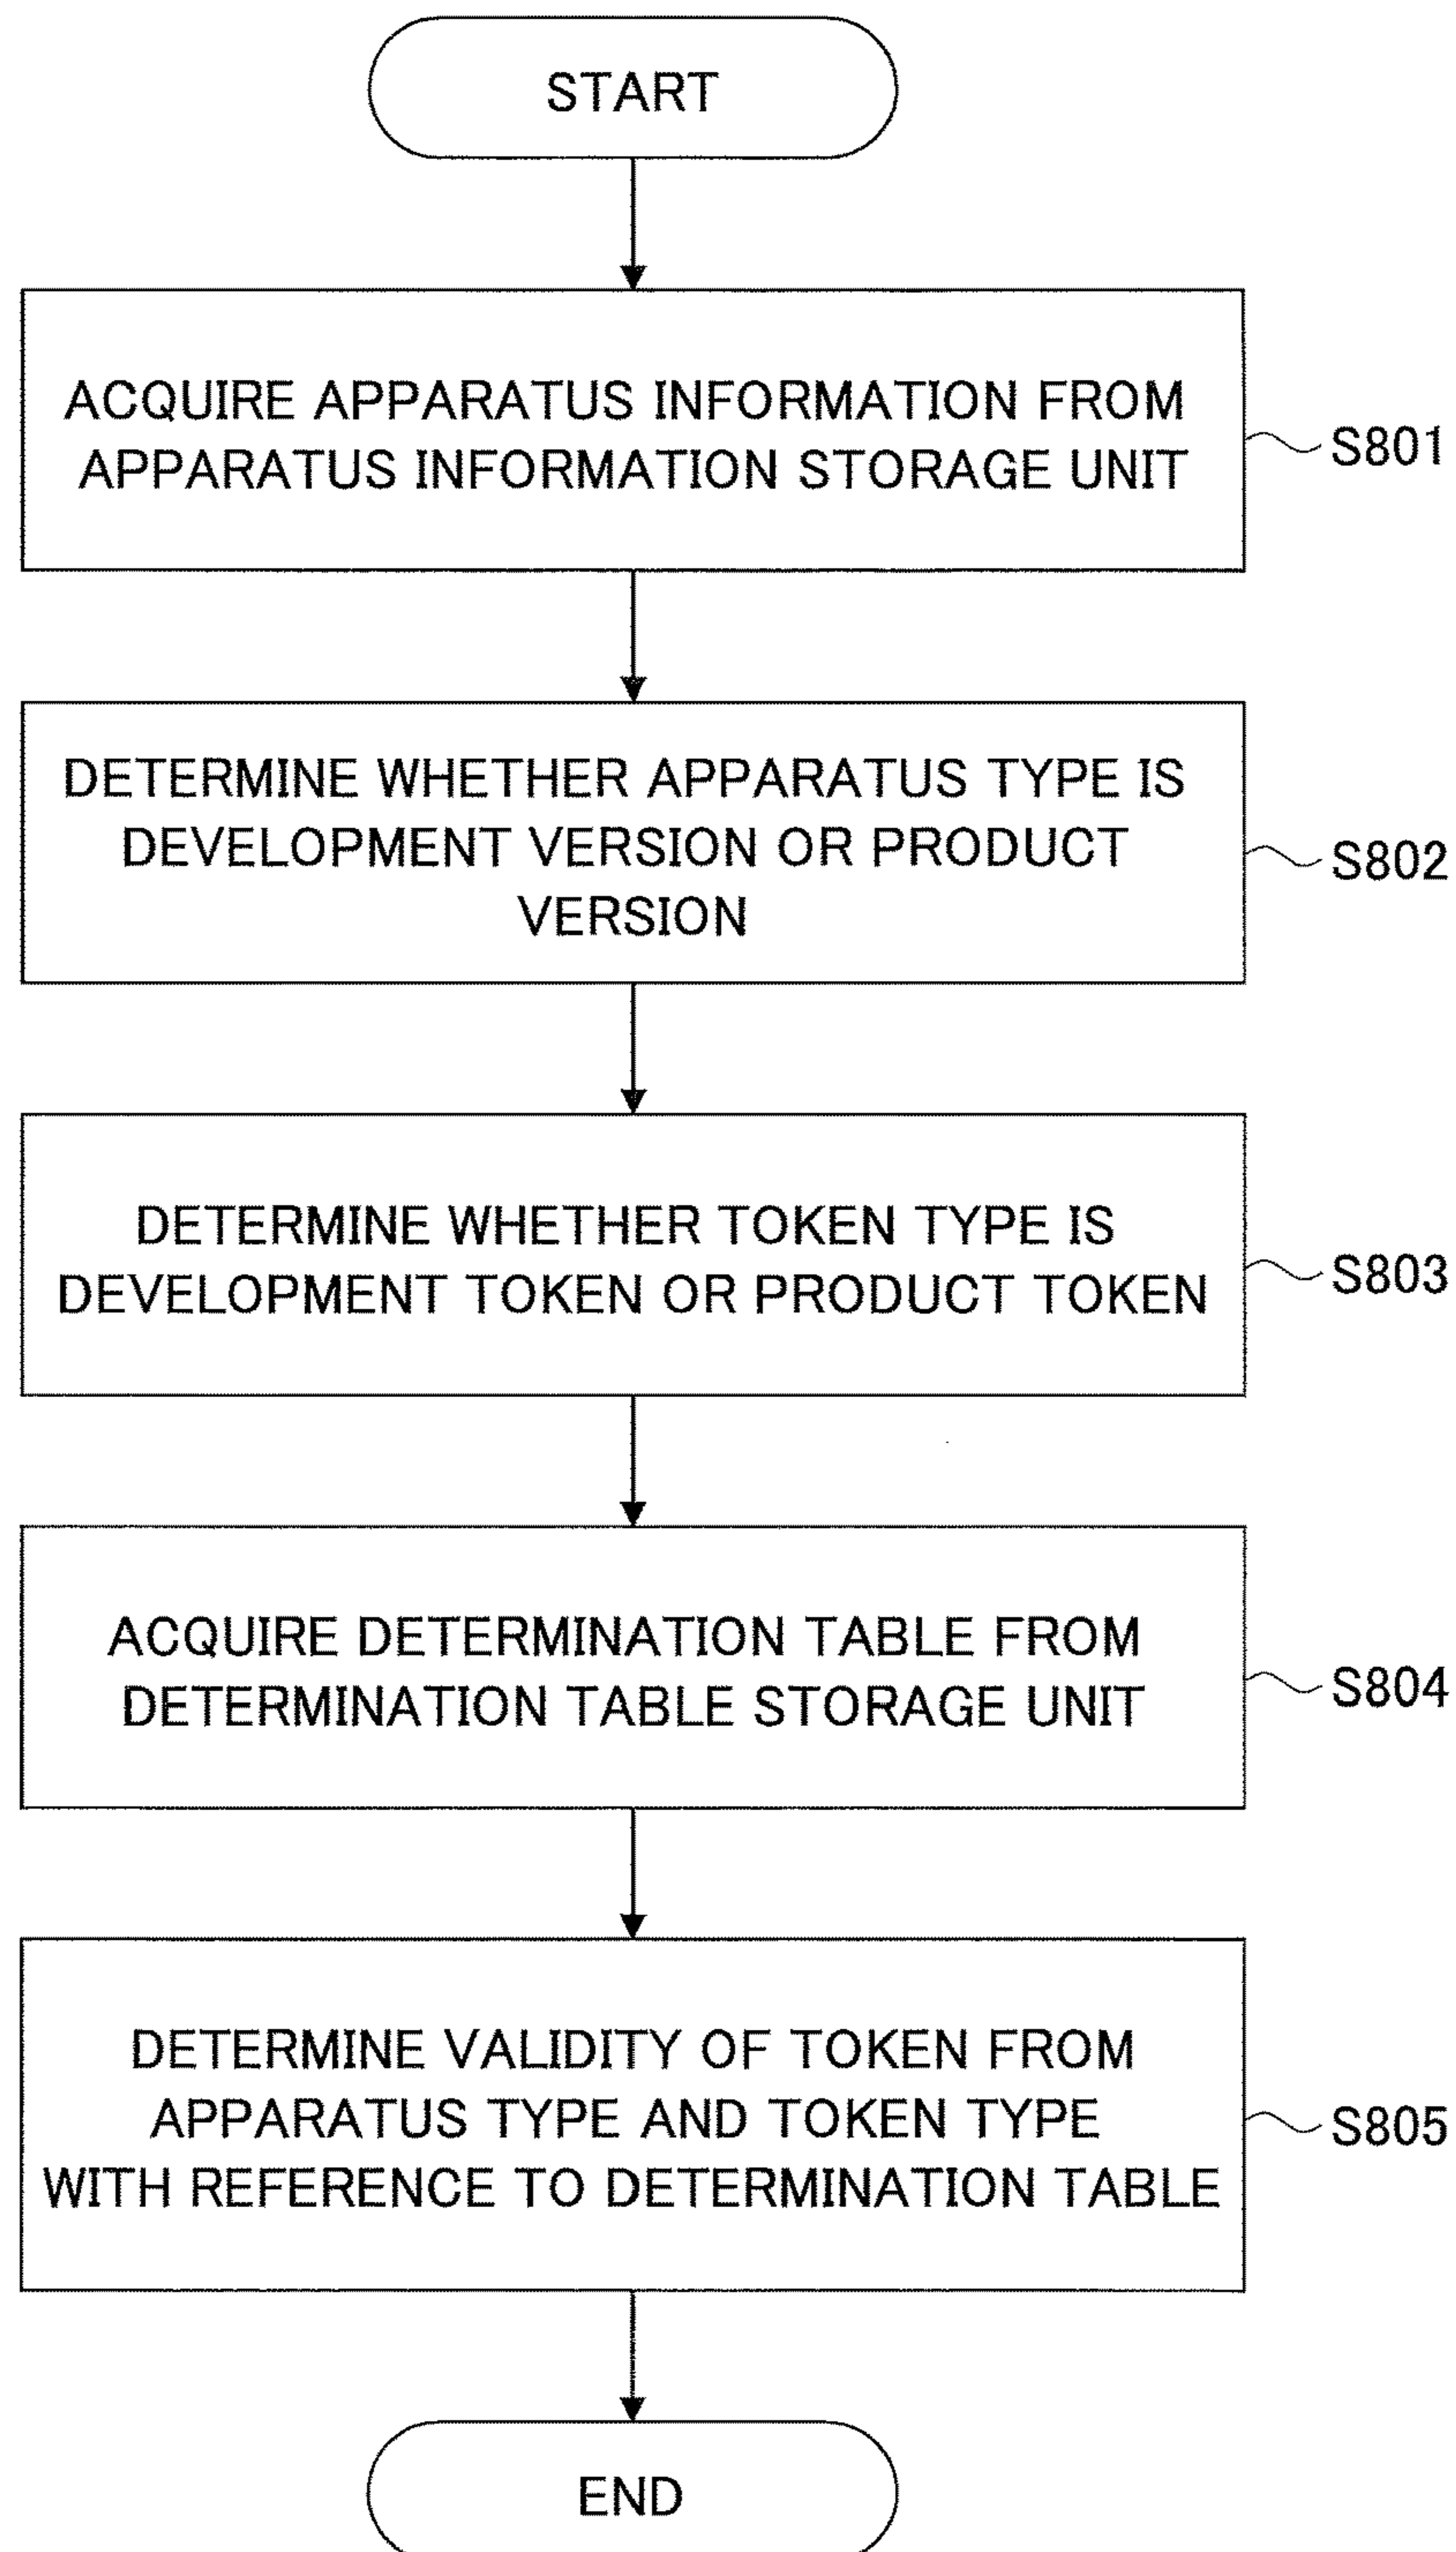 START
ACQUIRE APPARATUS INFORMATION FROM
APPARATUS INFORMATION STORAGE UNIT
S801
DETERMINE WHETHER APPARATUS TYPE IS
DEVELOPMENT VERSION OR PRODUCT
VERSION
S802
DETERMINE WHETHER TOKEN TYPE IS
DEVELOPMENT TOKEN OR PRODUCT TOKEN
S803
ACQUIRE DETERMINATION TABLE FROM
DETERMINATION TABLE STORAGE UNIT
S804
DETERMINE VALIDITY OF TOKEN FROM
APPARATUS TYPE AND TOKEN TYPE
WITH REFERENCE TO DETERMINATION TABLE
S805
END